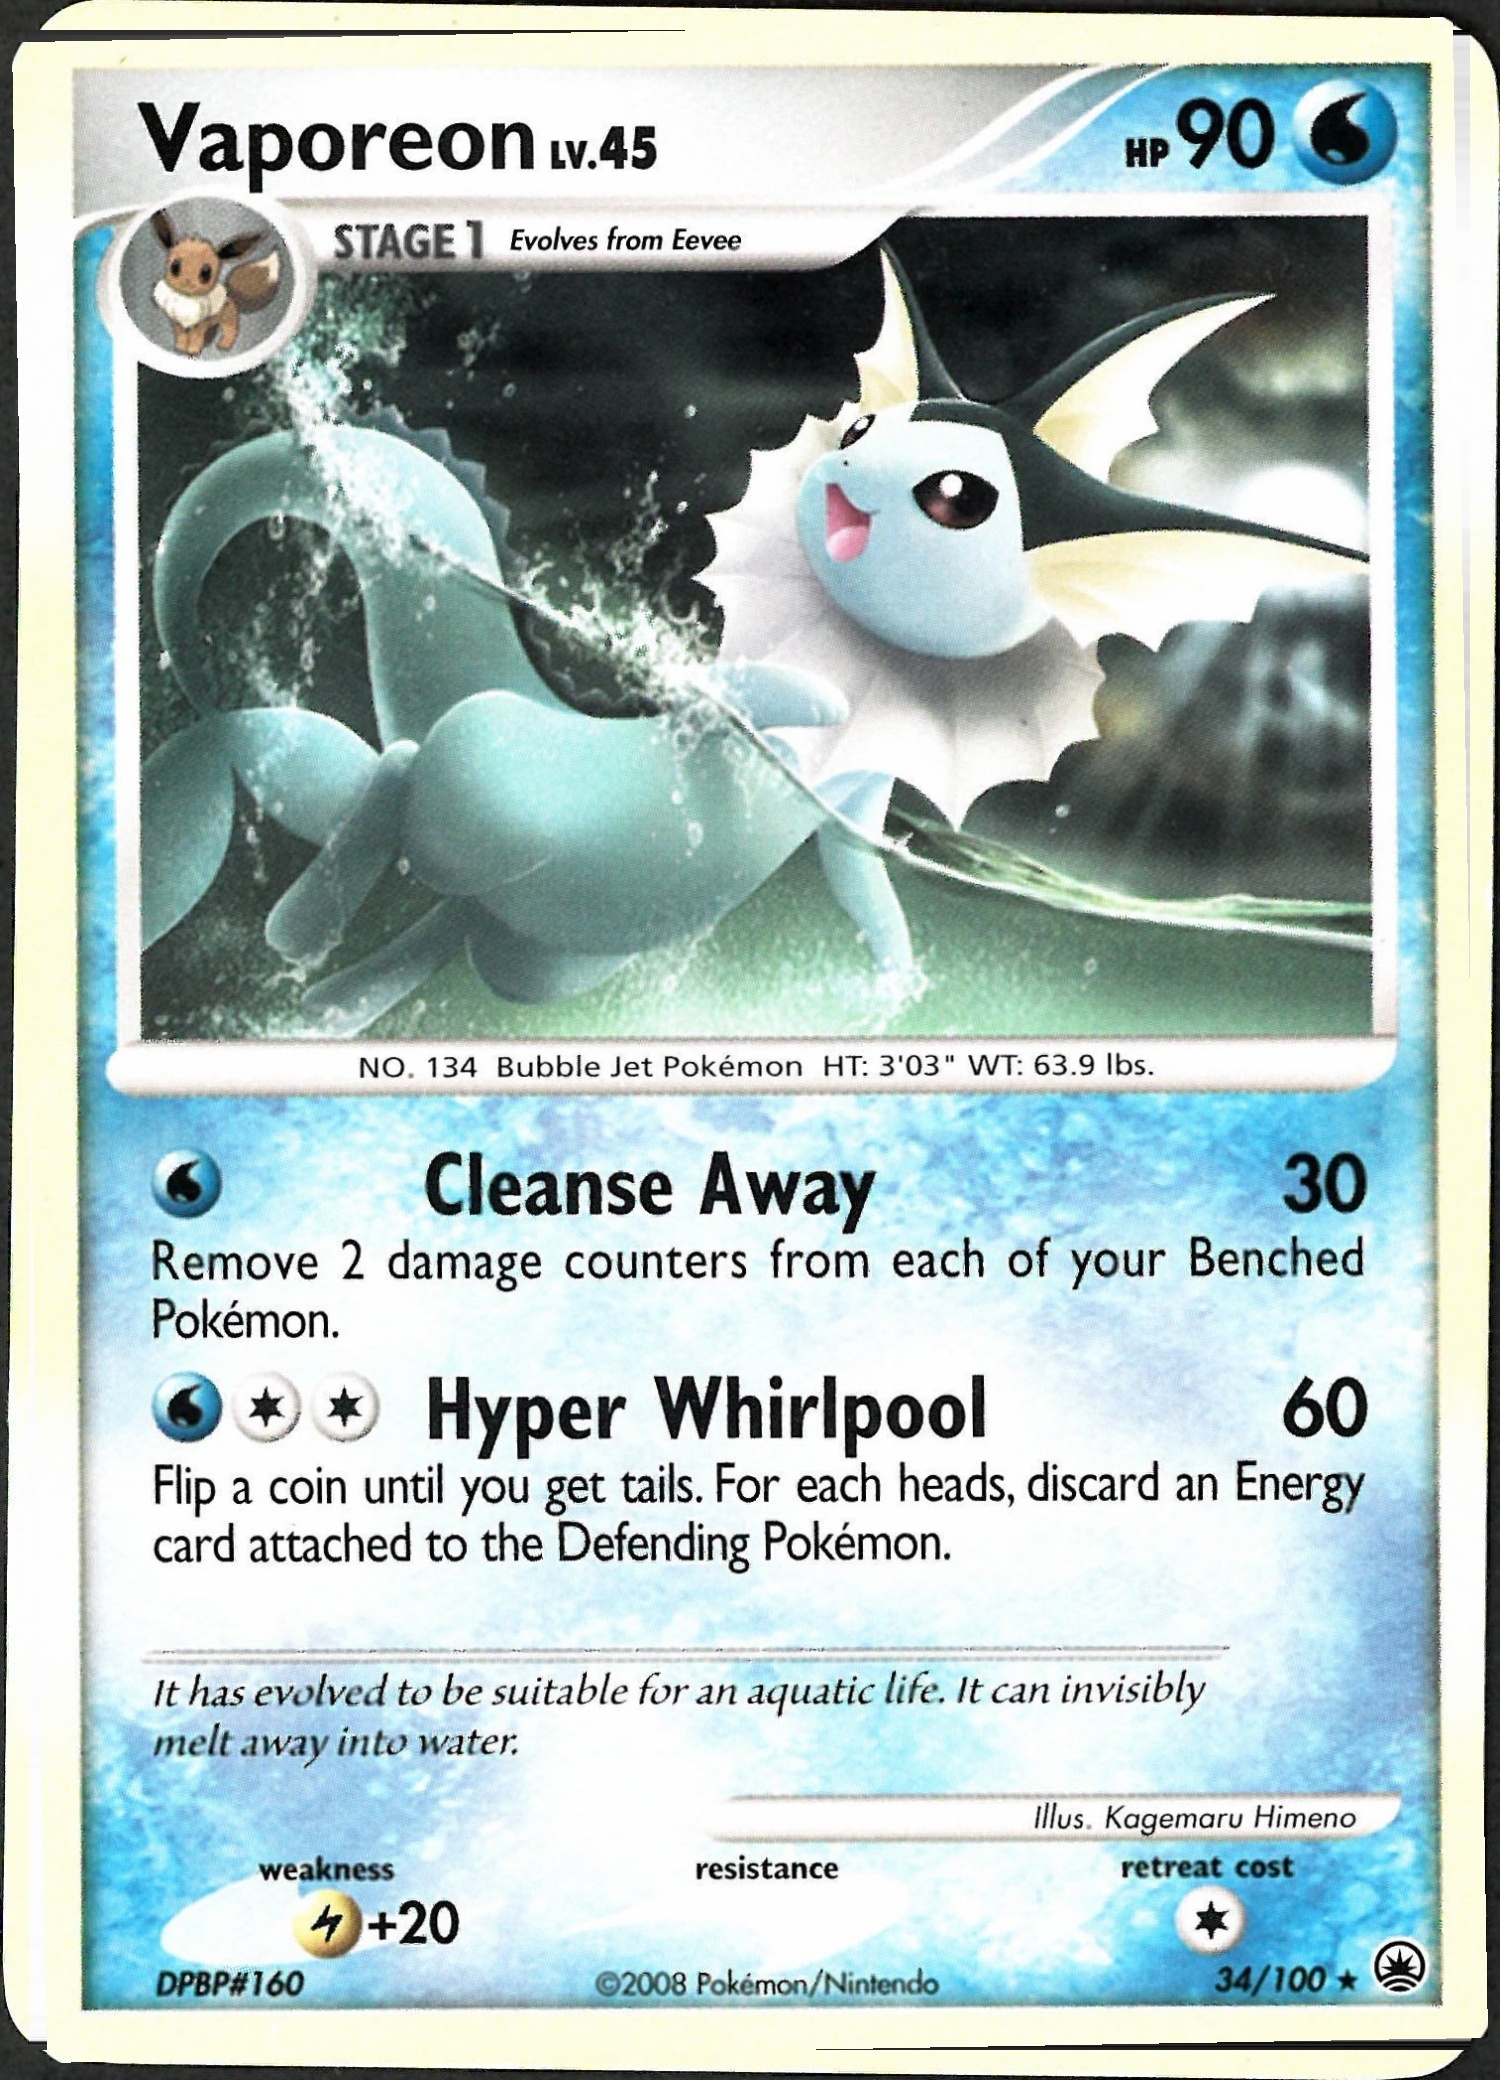 Vaporeon LV.45
HP 90
STAGE 1 Evolves from Eevee
NO. 134 Bubble Jet Pokémon HT: 3'03" WT: 63.9 lbs.
Cleanse Away 30
Remove 2 damage counters from each of your Benched
Pokémon.
Hyper Whirlpool 60
Flip a coin until you get tails. For each heads, discard an Energy
card attached to the Defending Pokémon.
It has evolved to be suitable for an aquatic life. It can invisibly
melt away into water.
Illus. Kagemaru Himeno
weakness resistance retreat cost
+20
DPBP#160 ©2008 Pokémon/Nintendo 34/100 ★